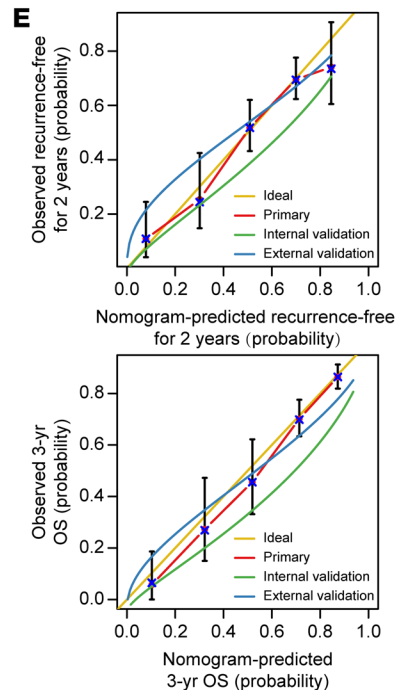 E
Observed recurrence-free
for 2 years (probability)
0.8
0.6
0.4
0.2
Ideal
Primary
Internal validation
External validation
0.0 0.2 0.4 0.6 0.8 1.0
Nomogram-predicted recurrence-free
for 2 years (probability)
Observed 3-yr
OS (probability)
0.8
0.6
0.4
0.2
0.0
Ideal
Primary
Internal validation
External validation
0.0 0.2 0.4 0.6 0.8 1.0
Nomogram-predicted
3-yr OS (probability)